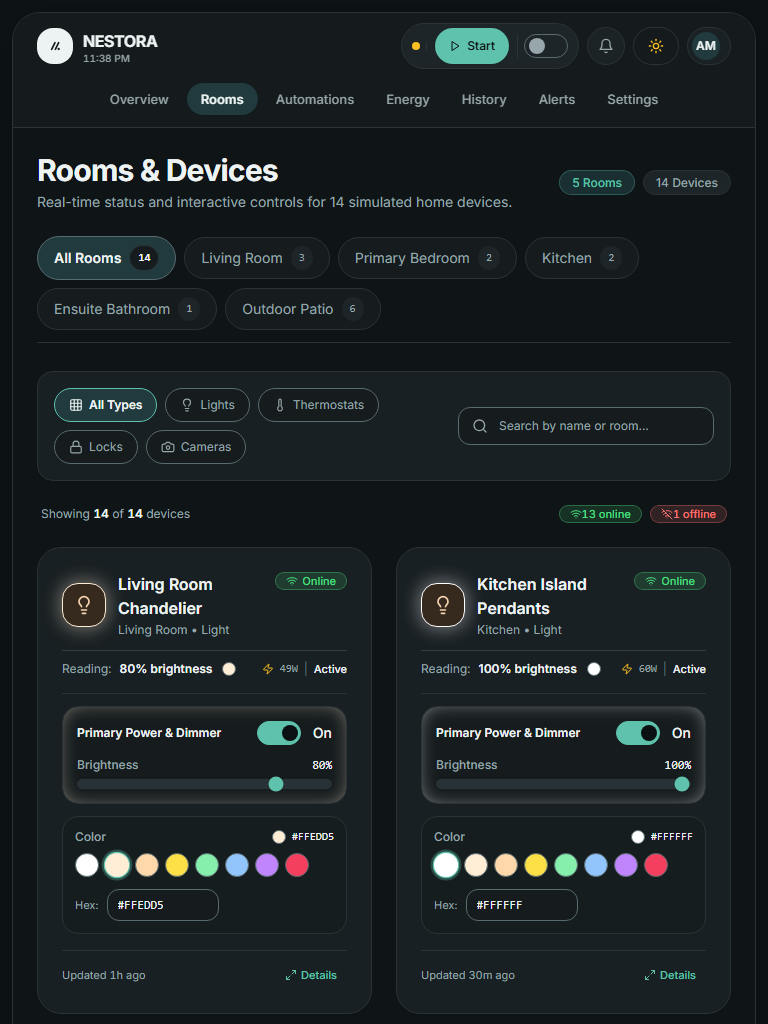 NESTORA
11:38 PM
Start
AM
Overview Rooms Automations Energy History Alerts Settings
Rooms & Devices
Real-time status and interactive controls for 14 simulated home devices.
5 Rooms 14 Devices
All Rooms 14 Living Room 3 Primary Bedroom 2 Kitchen 2
Ensuite Bathroom 1 Outdoor Patio 6
All Types Lights Thermostats
Locks Cameras
Search by name or room...
Showing 14 of 14 devices
13 online 1 offline
Living Room Chandelier
Online
Living Room • Light
Reading: 80% brightness 49W Active
Primary Power & Dimmer On
Brightness 80%
Color #FFEDD5
Hex: #FFEDD5
Updated 1h ago Details
Kitchen Island Pendants
Online
Kitchen • Light
Reading: 100% brightness 60W Active
Primary Power & Dimmer On
Brightness 100%
Color #FFFFFF
Hex: #FFFFFF
Updated 30m ago Details